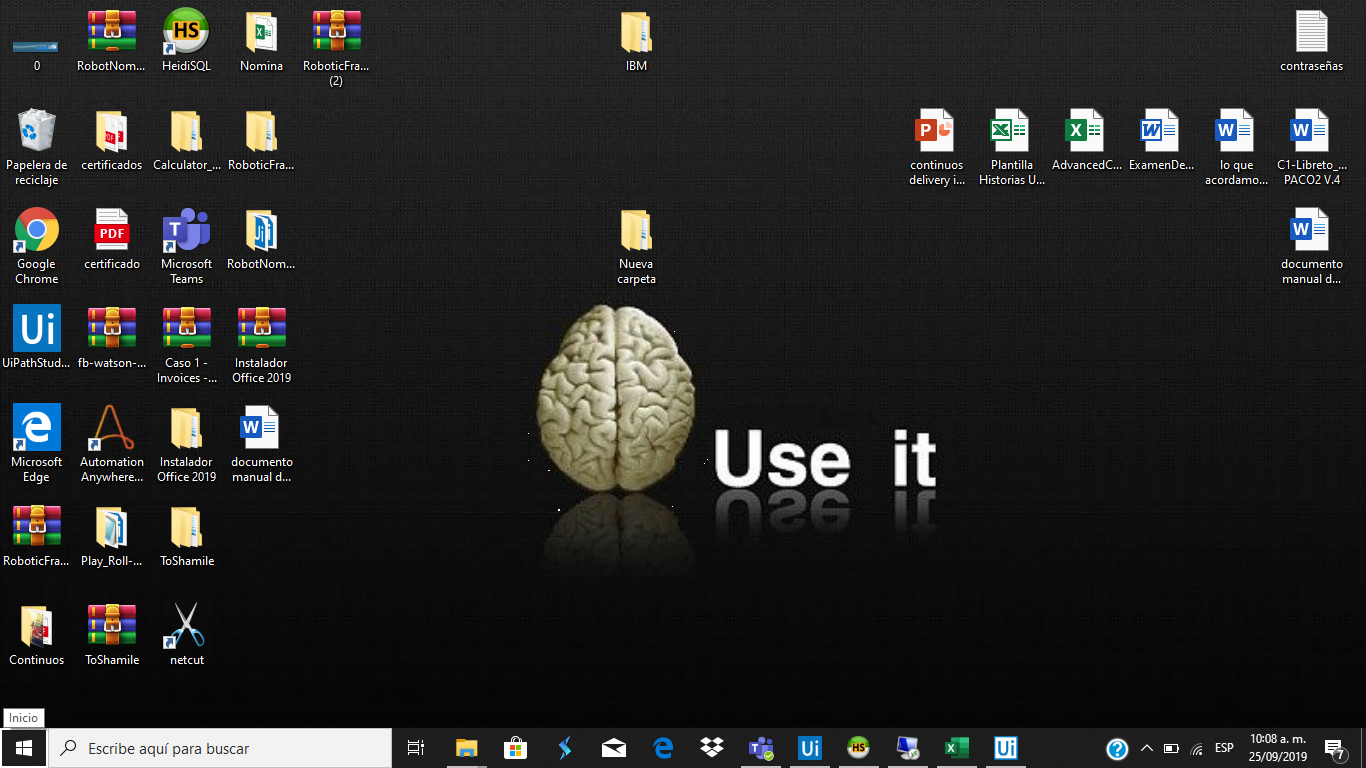 0
RobotNom...
HeidiSQL
Nomina
RoboticFra...
(2)
IBM
contraseñas
Papelera de
reciclaje
certificados
Calculator_...
RoboticFra...
continuos
delivery i...
Plantilla
Historias U...
AdvancedC...
ExamenDe...
lo que
acordamo...
C1-Libreto_...
PACO2 V.4
Google
Chrome
certificado
Microsoft
Teams
RobotNom...
Nueva
carpeta
documento
manual d...
UiPathStud...
fb-watson-...
Caso 1 -
Invoices -...
Instalador
Office 2019
Microsoft
Edge
Automation
Anywhere...
Instalador
Office 2019
documento
manual d...
Use it
RoboticFra...
Play_Roll-...
ToShamile
Continuos
ToShamile
netcut
Inicio
Escribe aquí para buscar
ESP
10:08 a. m.
25/09/2019
7
HS
PDF
Ui